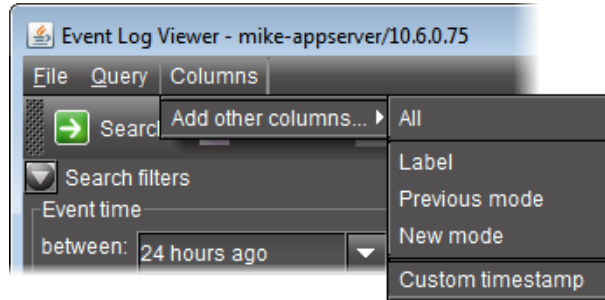 Event Log Viewer - mike-appserver/10.6.0.75
File Query Columns
Add other columns...
All
Label
Previous mode
New mode
Custom timestamp
Searc
Search filters
Event time
between: 24 hours ago